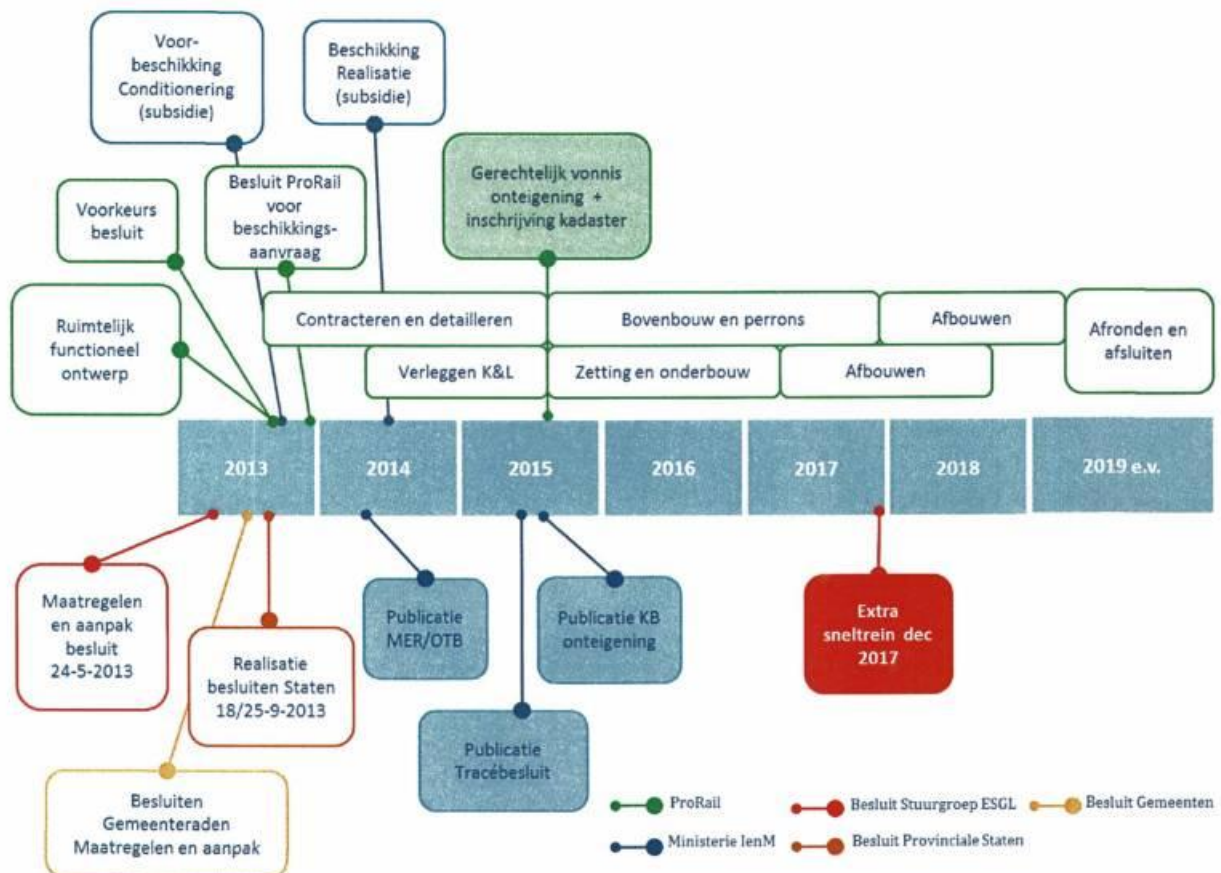 Voor-
beschikking
Conditionering
(subsidie)
Beschikking
Realisatie
(subsidie)
Voorkeurs
besluit
Besluit ProRail
voor
beschikkings-
aanvraag
Gerechtelijk vonnis
onteigening +
inschrijving kadaster
Ruimtelijk
functioneel
ontwerp
Contracteren en detailleren
Bovenbouw en perrons
Afbouwen
Afronden en
afsluiten
Verleggen K&L
Zetting en onderbouw
Afbouwen
2013
2014
2015
2016
2017
2018
2019 e.v.
Maatregelen
en aanpak
besluit
24-5-2013
Realisatie
besluiten Staten
18/25-9-2013
Publicatie
MER/OTB
Publicatie KB
onteigening
Extra
sneltrein dec
2017
Publicatie
Tracébesluit
Besluiten
Gemeenteraden
Maatregelen en aanpak
ProRail
Besluit Stuurgroep ESGL
Besluit Gemeenten
Ministerie IenM
Besluit Provinciale Staten